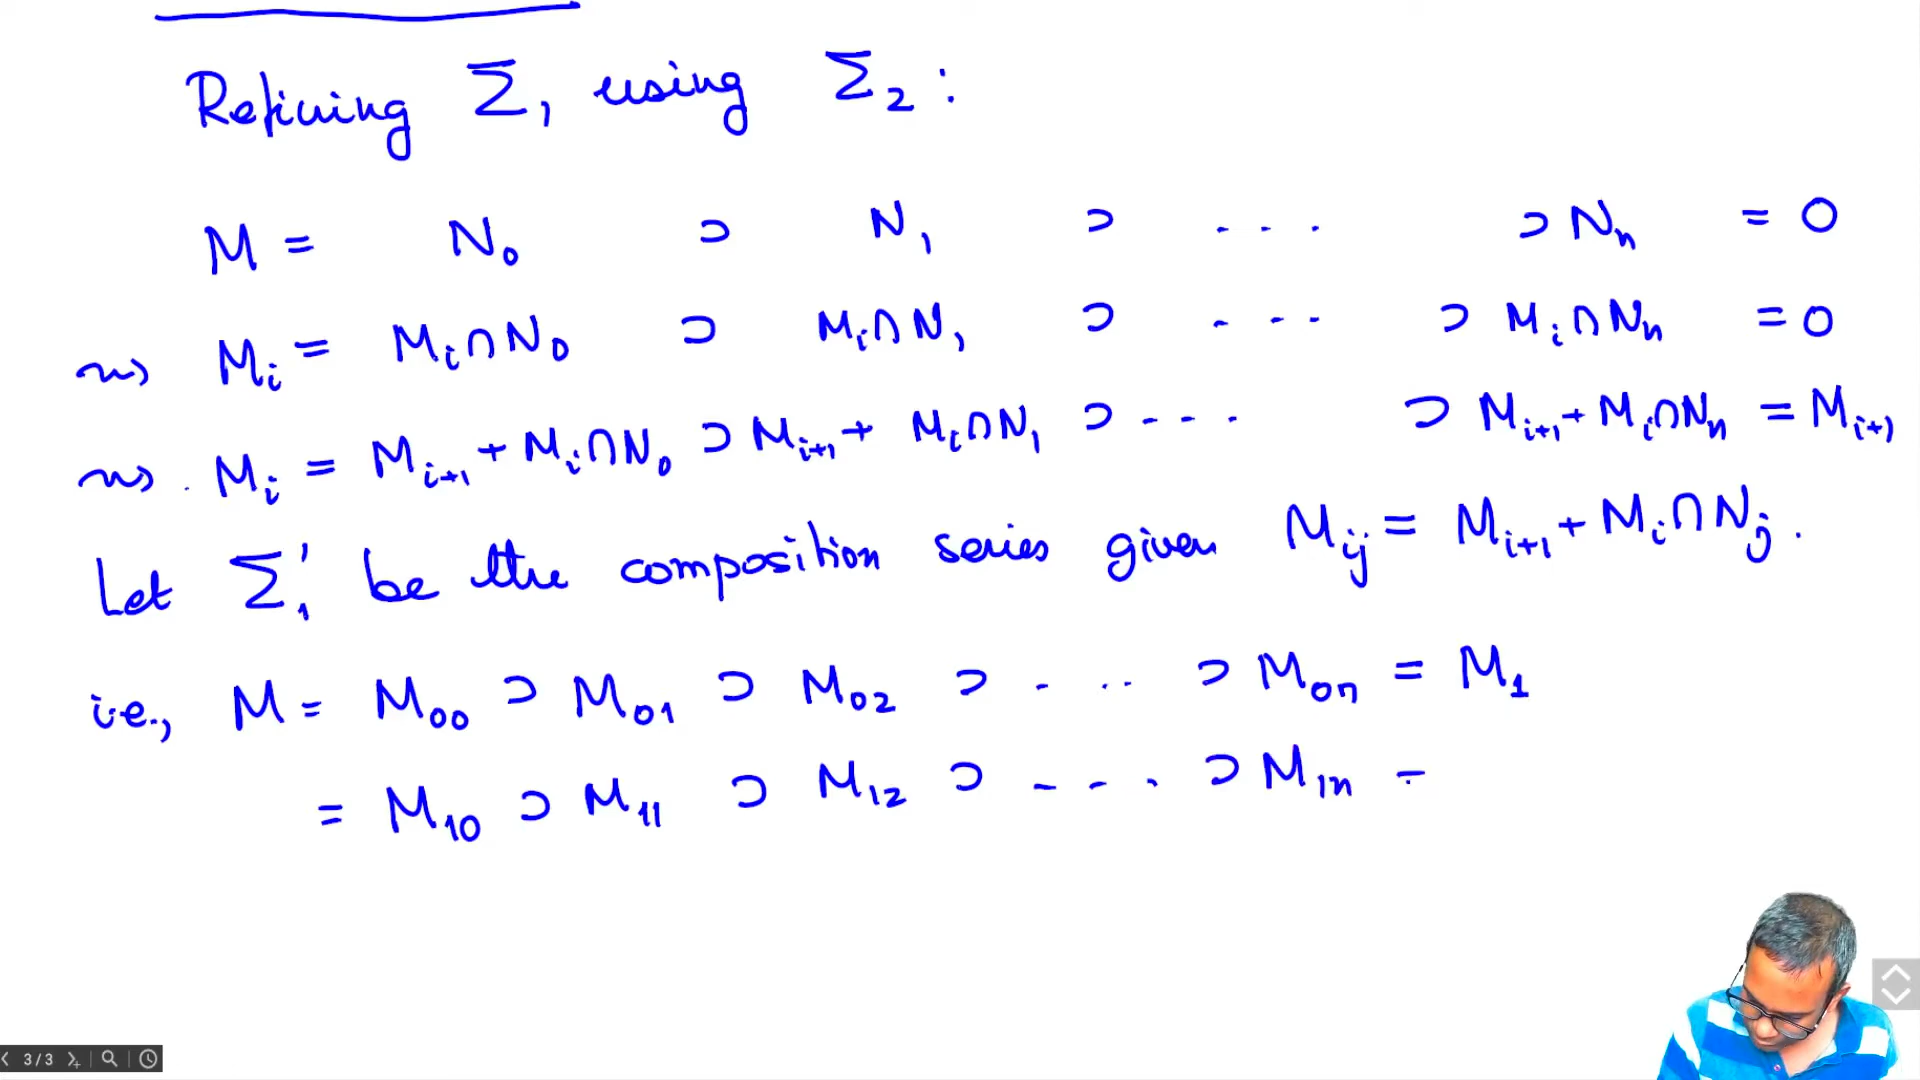 Refining Σ₁ using Σ₂ :
M = N₀ ⊃ N₁ ⊃ . . . ⊃ Nₙ = 0
⇝ Mᵢ = Mᵢ∩N₀ ⊃ Mᵢ∩N₁ ⊃ . . . ⊃ Mᵢ∩Nₙ = 0
⇝ . Mᵢ = Mᵢ₊₁ + Mᵢ∩N₀ ⊃ Mᵢ₊₁ + Mᵢ∩N₁ ⊃ . . . ⊃ Mᵢ₊₁ + Mᵢ∩Nₙ = Mᵢ₊₁
Let Σ₁' be the composition series given Mᵢⱼ = Mᵢ₊₁ + Mᵢ∩Nⱼ .
i.e., M = M₀₀ ⊃ M₀₁ ⊃ M₀₂ ⊃ . . . ⊃ M₀ₙ = M₁
= M₁₀ ⊃ M₁₁ ⊃ M₁₂ ⊃ . . . ⊃ M₁ₙ =
3/3